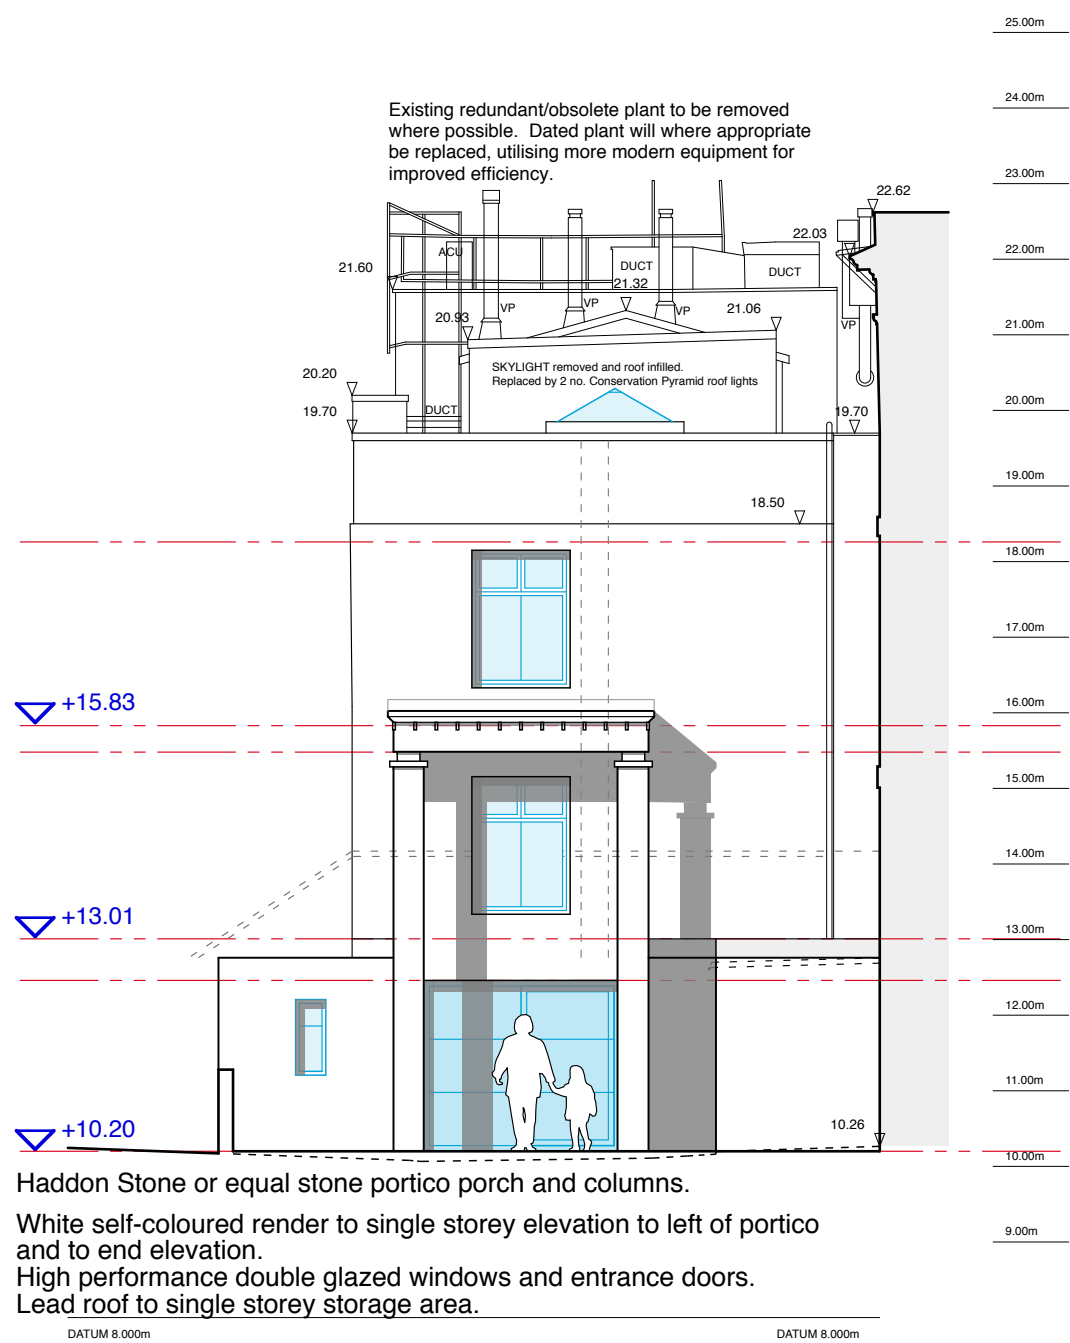 25.00m
24.00m
Existing redundant/obsolete plant to be removed
where possible.  Dated plant will where appropriate
be replaced, utilising more modern equipment for
improved efficiency.
23.00m
22.62
22.03
22.00m
ACU
21.60
DUCT
DUCT
21.32
VP
VP
VP
21.06
20.93
VP
21.00m
SKYLIGHT removed and roof infilled.
Replaced by 2 no. Conservation Pyramid roof lights
20.20
19.70
DUCT
19.70
20.00m
19.00m
18.50
18.00m
17.00m
+15.83
16.00m
15.00m
14.00m
+13.01
13.00m
12.00m
11.00m
+10.20
10.26
10.00m
Haddon Stone or equal stone portico porch and columns.
White self-coloured render to single storey elevation to left of portico
and to end elevation.
High performance double glazed windows and entrance doors.
Lead roof to single storey storage area.
9.00m
DATUM 8.000m
DATUM 8.000m